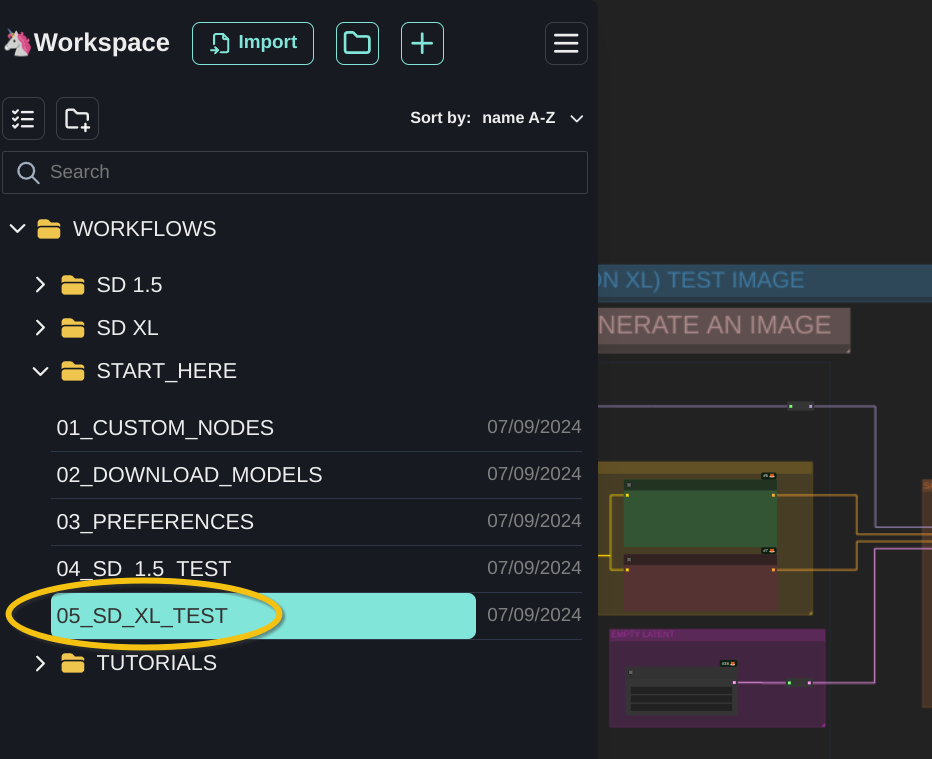 Workspace
Import
Sort by: name A-Z
Search
WORKFLOWS
SD 1.5
SD XL
START_HERE
01_CUSTOM_NODES 07/09/2024
02_DOWNLOAD_MODELS 07/09/2024
03_PREFERENCES 07/09/2024
04_SD_1.5_TEST 07/09/2024
05_SD_XL_TEST 07/09/2024
TUTORIALS
ON XL) TEST IMAGE
NERATE AN IMAGE
EMPTY LATENT